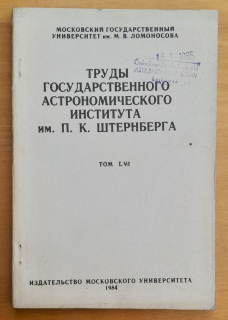 МОСКОВСКИЙ ГОСУДАРСТВЕННЫЙ
УНИВЕРСИТЕТ им. М. В. ЛОМОНОСОВА
ТРУДЫ
ГОСУДАРСТВЕННОГО
АСТРОНОМИЧЕСКОГО
ИНСТИТУТА
им. П. К. ШТЕРНБЕРГА
ТОМ LVI
ИЗДАТЕЛЬСТВО МОСКОВСКОГО УНИВЕРСИТЕТА
1984